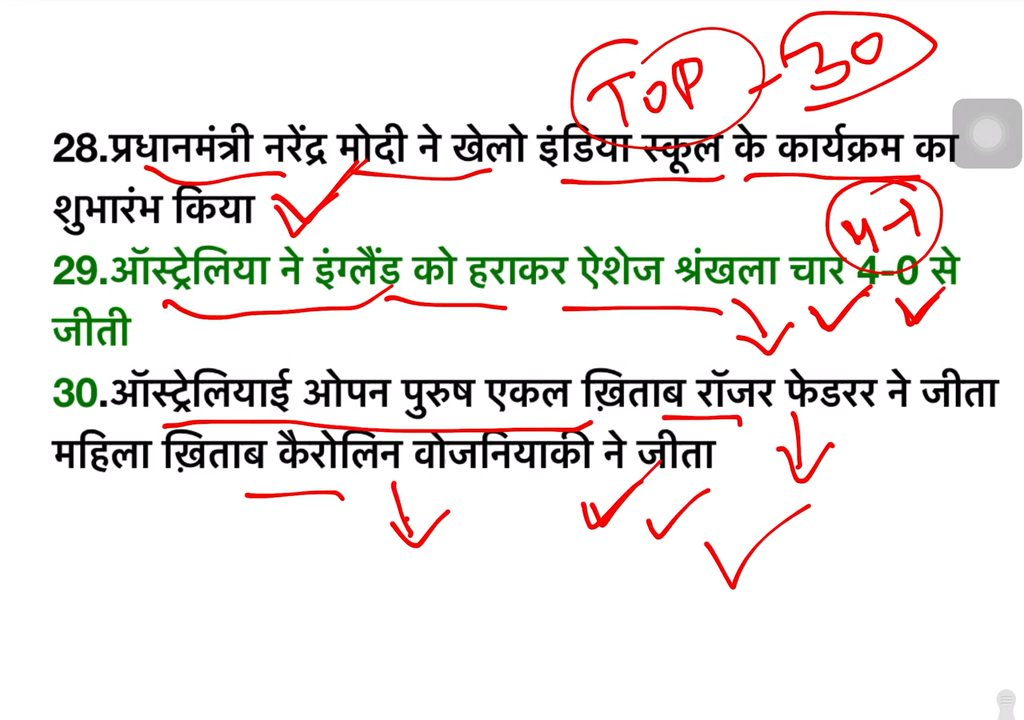 TOP - 30
28.प्रधानमंत्री नरेंद्र मोदी ने खेलो इंडिया स्कूल के कार्यक्रम का
शुभारंभ किया
29.ऑस्ट्रेलिया ने इंग्लैंड को हराकर ऐशेज श्रंखला चार 4-0 से
जीती
30.ऑस्ट्रेलियाई ओपन पुरुष एकल ख़िताब रॉजर फेडरर ने जीता
महिला ख़िताब कैरोलिन वोजनियाकी ने जीता